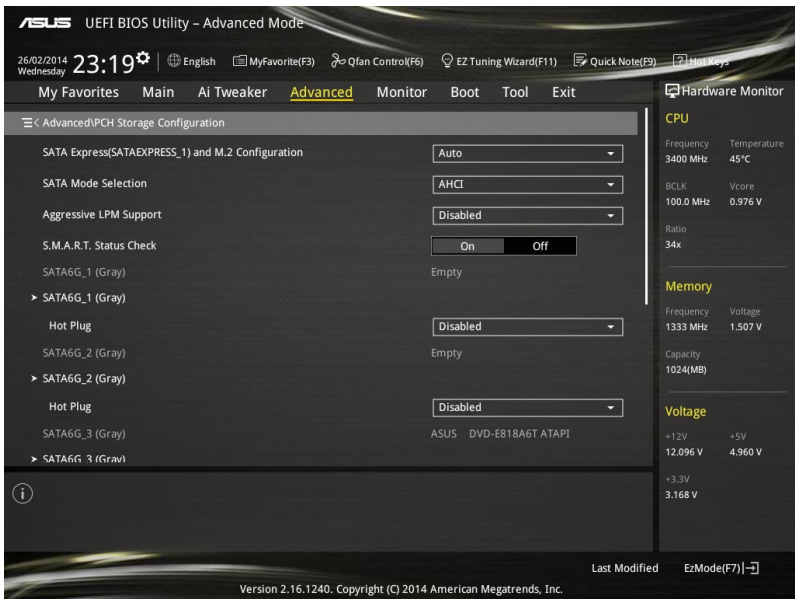 ASUS UEFI BIOS Utility – Advanced Mode
26/02/2014 Wednesday 23:19 English MyFavorite(F3) Qfan Control(F6) EZ Tuning Wizard(F11) Quick Note(F9) Hot Keys
My Favorites Main Ai Tweaker Advanced Monitor Boot Tool Exit
Advanced\PCH Storage Configuration
SATA Express(SATAEXPRESS_1) and M.2 Configuration Auto
SATA Mode Selection AHCI
Aggressive LPM Support Disabled
S.M.A.R.T. Status Check On Off
SATA6G_1 (Gray) Empty
SATA6G_1 (Gray)
Hot Plug Disabled
SATA6G_2 (Gray) Empty
SATA6G_2 (Gray)
Hot Plug Disabled
SATA6G_3 (Gray) ASUS DVD-E818A6T ATAPI
SATA6G_3 (Gray)
Hardware Monitor
CPU
Frequency Temperature
3400 MHz 45°C
BCLK Vcore
100.0 MHz 0.976 V
Ratio
34x
Memory
Frequency Voltage
1333 MHz 1.507 V
Capacity
1024(MB)
Voltage
+12V +5V
12.096 V 4.960 V
+3.3V
3.168 V
Last Modified EzMode(F7)
Version 2.16.1240. Copyright (C) 2014 American Megatrends, Inc.